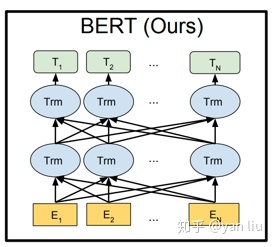 BERT (Ours)
T1 T2 ... TN
Trm Trm ... Trm
Trm Trm ... Trm
E1 E2 ... EN
知乎 @yan liu